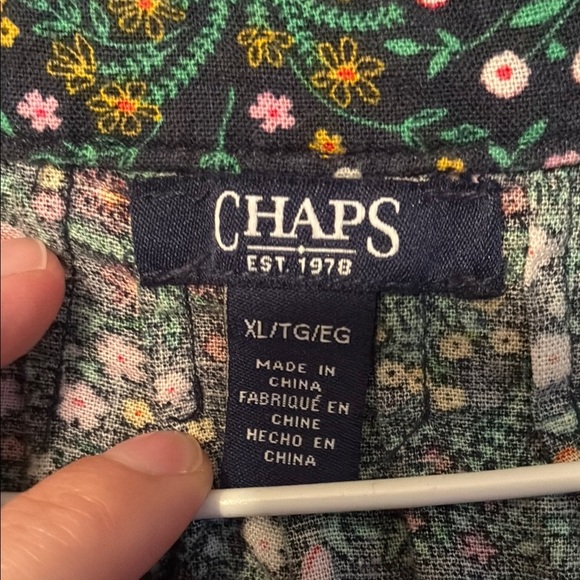 CHAPS
EST. 1978
XL/TG/EG
MADE IN
CHINA
FABRIQUÉ EN
CHINE
HECHO EN
CHINA